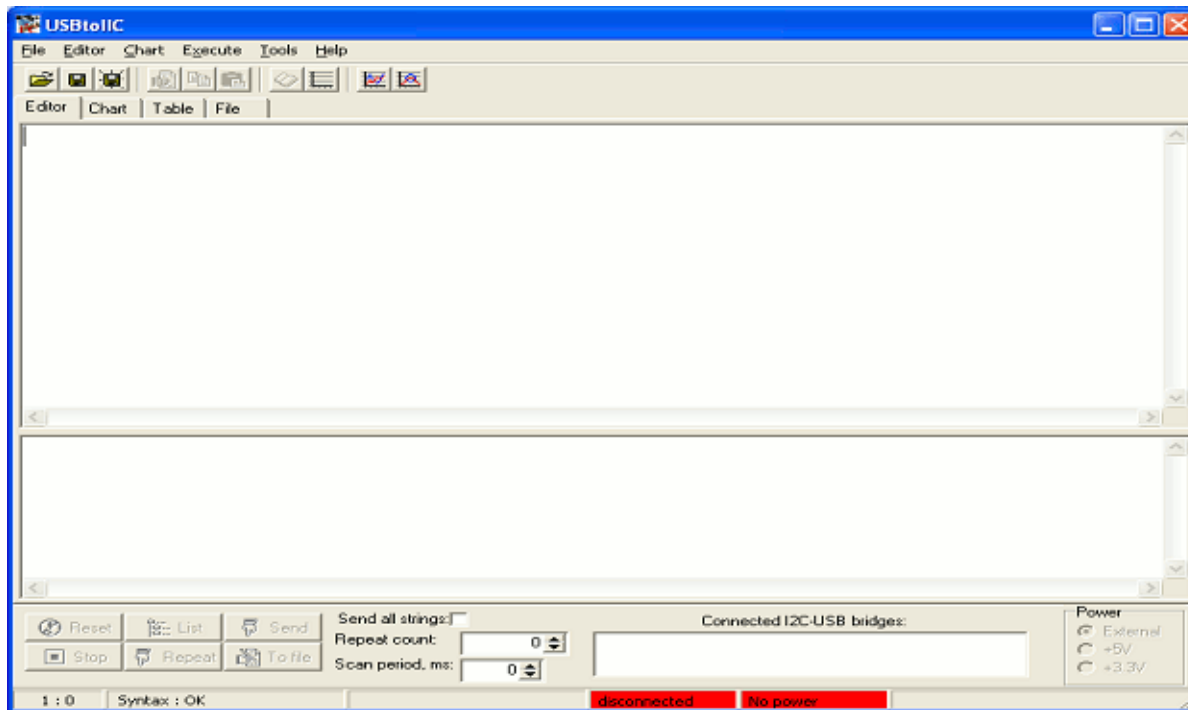 USBtoIIC
File Editor Chart Execute Tools Help
Editor Chart Table File
Reset List Send
Stop Repeat To file
Send all strings:
Repeat count: 0
Scan period, ms: 0
Connected I2C-USB bridges:
Power
External
+5V
+3.3V
1 : 0 Syntax : OK disconnected No power